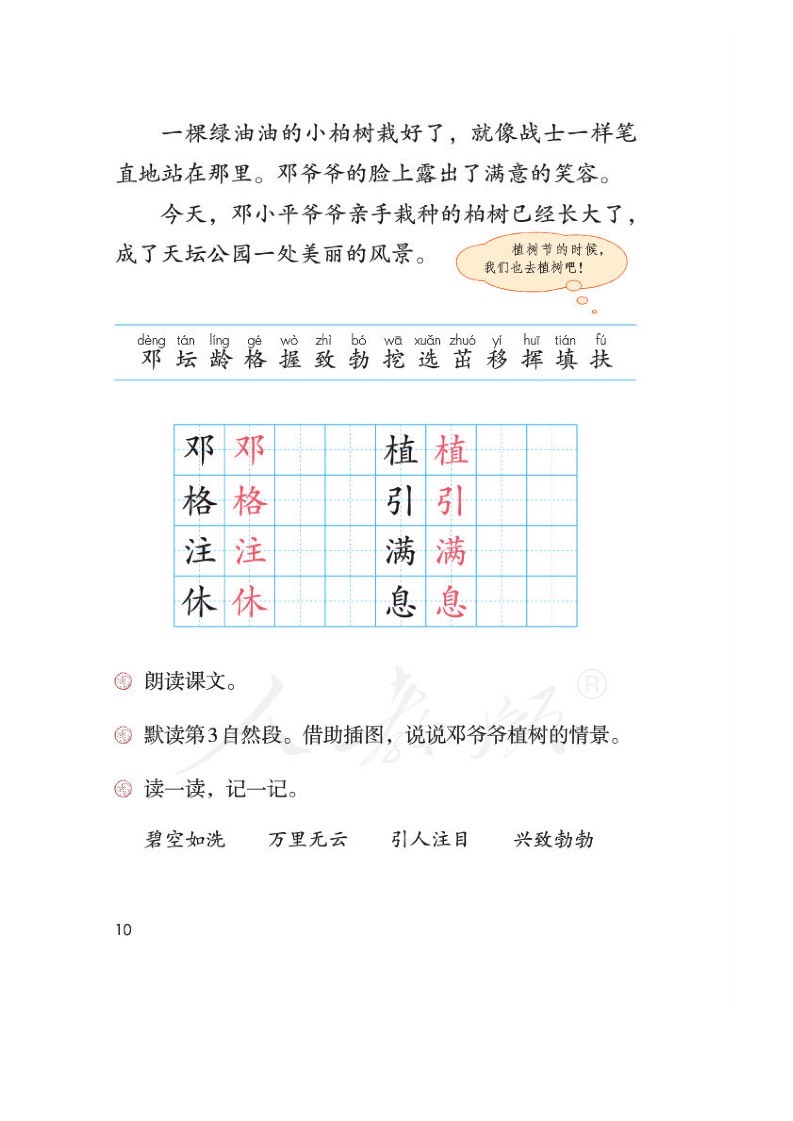 一棵绿油油的小柏树栽好了，就像战士一样笔
直地站在那里。邓爷爷的脸上露出了满意的笑容。
今天，邓小平爷爷亲手栽种的柏树已经长大了，
成了天坛公园一处美丽的风景。
植树节的时候，
我们也去植树吧！
dèng tán líng gé wò zhì bó wā xuǎn zhuó yí huī tián fú
邓 坛 龄 格 握 致 勃 挖 选 茁 移 挥 填 扶
邓 邓 植 植
格 格 引 引
注 注 满 满
休 休 息 息
朗读课文。
默读第3自然段。借助插图，说说邓爷爷植树的情景。
读一读，记一记。
碧空如洗 万里无云 引人注目 兴致勃勃
人教领®
10